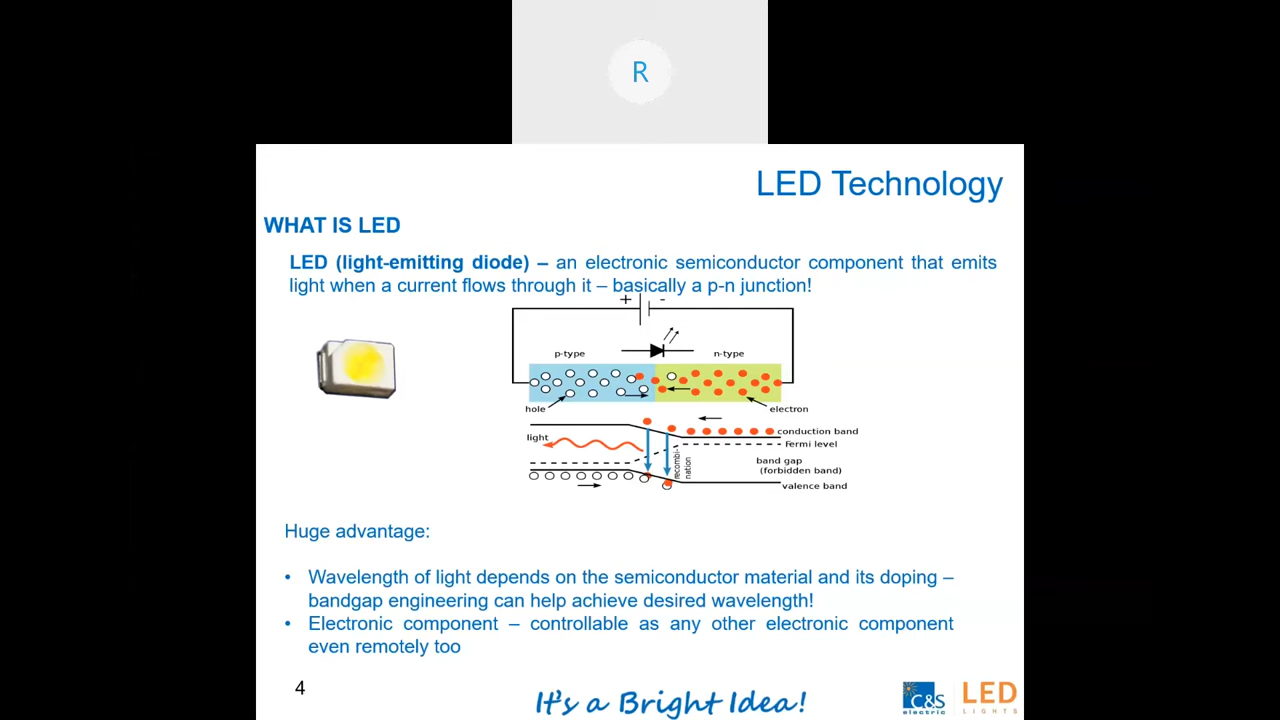 R
LED Technology
WHAT IS LED
LED (light-emitting diode) – an electronic semiconductor component that emits
light when a current flows through it – basically a p-n junction!
+ -
p-type
n-type
hole
electron
conduction band
light
Fermi level
recombi-
nation
band gap
(forbidden band)
valence band
Huge advantage:
• Wavelength of light depends on the semiconductor material and its doping –
bandgap engineering can help achieve desired wavelength!
• Electronic component – controllable as any other electronic component
even remotely too
4
It's a Bright Idea!
C&S
electric
LED
LIGHTS